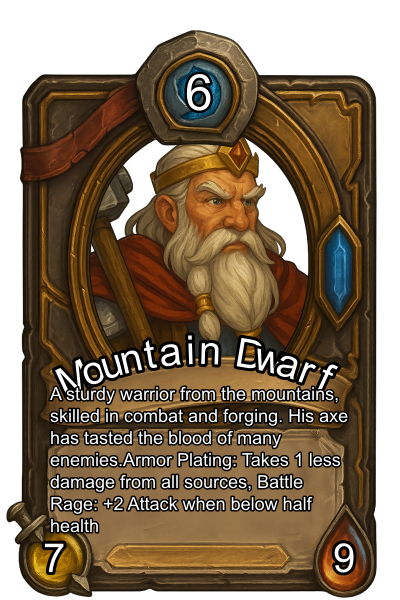 6
Mountain Dwarf
A sturdy warrior from the mountains,
skilled in combat and forging. His axe
has tasted the blood of many
enemies.Armor Plating: Takes 1 less
damage from all sources, Battle
Rage: +2 Attack when below half
health
7
9